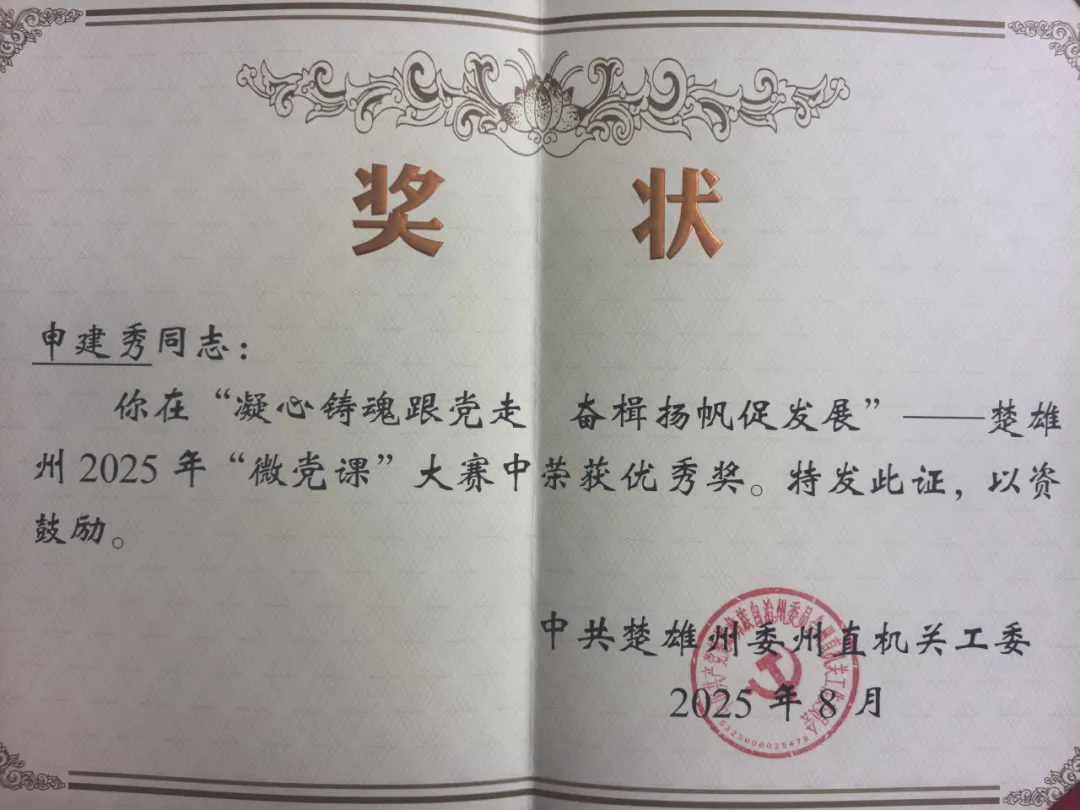 奖 状
申建秀同志：
你在“凝心铸魂跟党走 奋楫扬帆促发展”——楚雄
州2025年“微党课”大赛中荣获优秀奖。特发此证，以资
鼓励。
中共楚雄州委州直机关工委
2025年8月